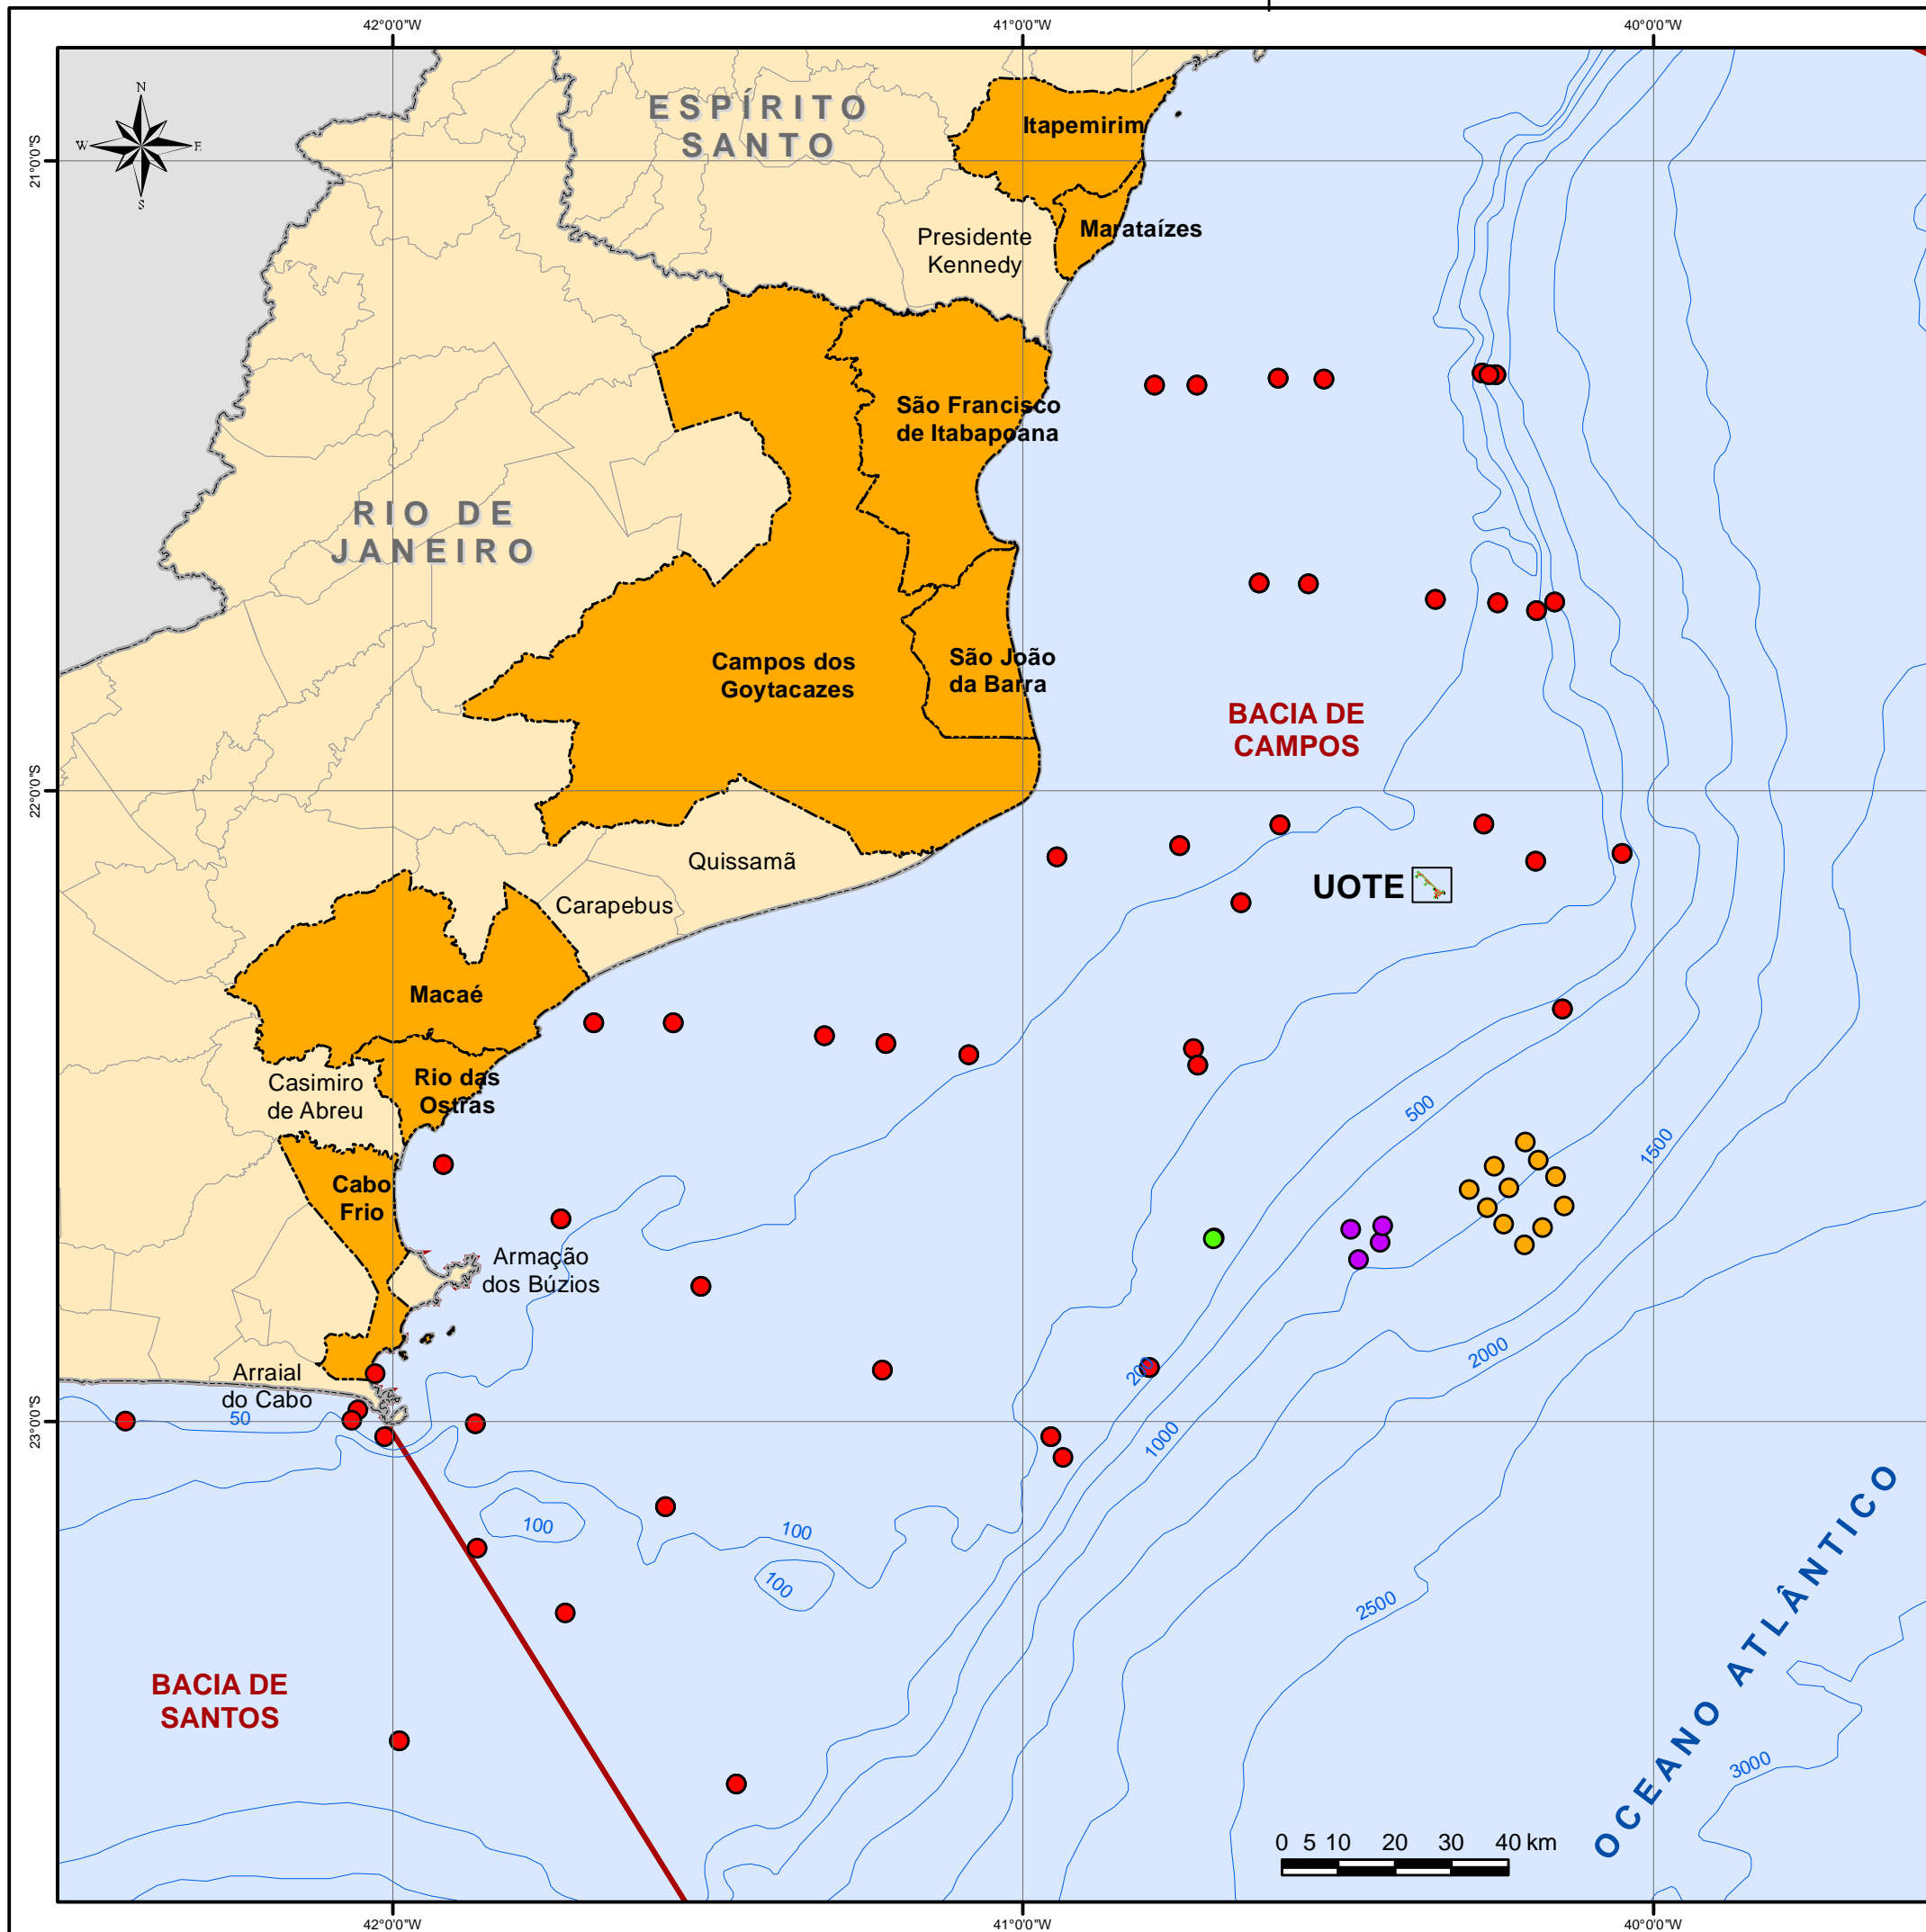 42°0'0"W
41°0'0"W
40°0'0"W
N
W
E
S
ESPÍRITO
SANTO
Itapemirim
21°0'0"S
Marataízes
Presidente
Kennedy
São Francisco
de Itabapoana
RIO DE
JANEIRO
Campos dos
Goytacazes
São João
da Barra
BACIA DE
CAMPOS
22°0'0"S
Quissamã
UOTE
Carapebus
Macaé
Casimiro
de Abreu
Rio das
Ostras
500
1500
Cabo
Frio
Armação
dos Búzios
2000
200
Arraial
do Cabo
50
23°0'0"S
1000
100
100
100
2500
OCEANO ATLÂNTICO
BACIA DE
SANTOS
3000
0 5 10 20 30 40 km
42°0'0"W
41°0'0"W
40°0'0"W